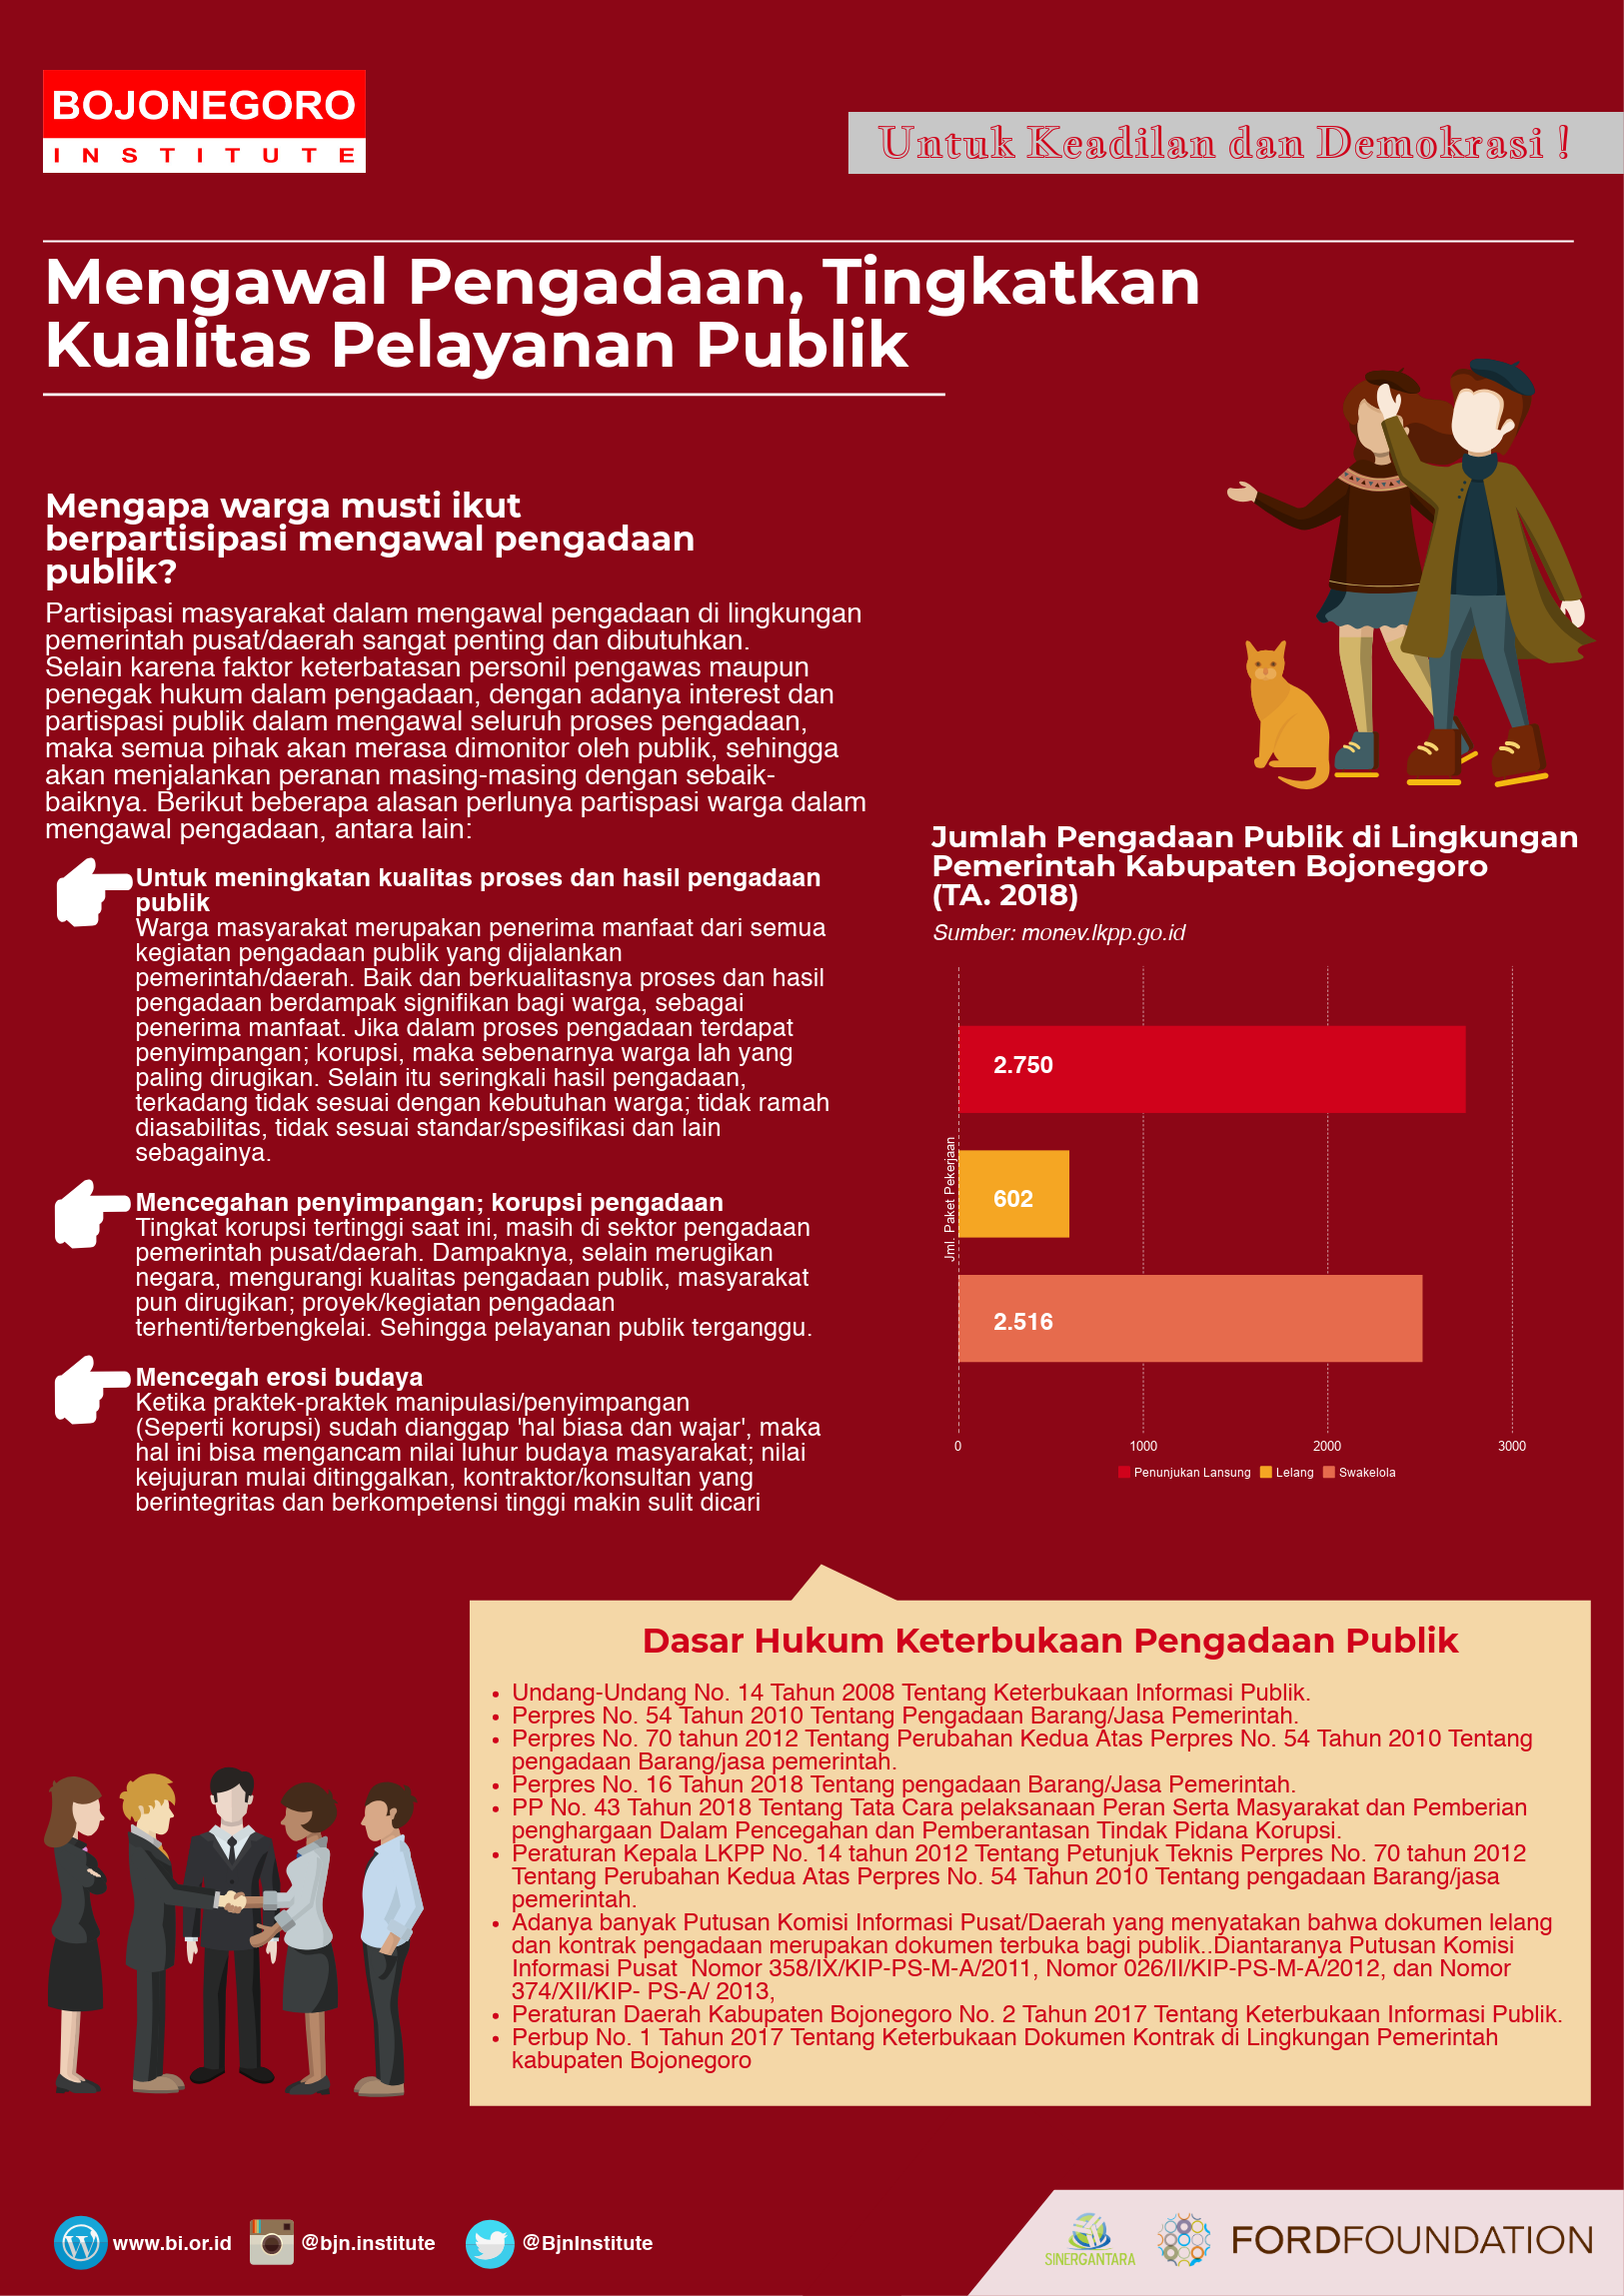 BOJONEGORO
INSTITUTE
Untuk Keadilan dan Demokrasi !
Mengawal Pengadaan, Tingkatkan
Kualitas Pelayanan Publik
Mengapa warga musti ikut
berpartisipasi mengawal pengadaan
publik?
Partisipasi masyarakat dalam mengawal pengadaan di lingkungan
pemerintah pusat/daerah sangat penting dan dibutuhkan.
Selain karena faktor keterbatasan personil pengawas maupun
penegak hukum dalam pengadaan, dengan adanya interest dan
partispasi publik dalam mengawal seluruh proses pengadaan,
maka semua pihak akan merasa dimonitor oleh publik, sehingga
akan menjalankan peranan masing-masing dengan sebaik-
baiknya. Berikut beberapa alasan perlunya partispasi warga dalam
mengawal pengadaan, antara lain:
Untuk meningkatan kualitas proses dan hasil pengadaan
publik
Warga masyarakat merupakan penerima manfaat dari semua
kegiatan pengadaan publik yang dijalankan
pemerintah/daerah. Baik dan berkualitasnya proses dan hasil
pengadaan berdampak signifikan bagi warga, sebagai
penerima manfaat. Jika dalam proses pengadaan terdapat
penyimpangan; korupsi, maka sebenarnya warga lah yang
paling dirugikan. Selain itu seringkali hasil pengadaan,
terkadang tidak sesuai dengan kebutuhan warga; tidak ramah
diasabilitas, tidak sesuai standar/spesifikasi dan lain
sebagainya.
Mencegahan penyimpangan; korupsi pengadaan
Tingkat korupsi tertinggi saat ini, masih di sektor pengadaan
pemerintah pusat/daerah. Dampaknya, selain merugikan
negara, mengurangi kualitas pengadaan publik, masyarakat
pun dirugikan; proyek/kegiatan pengadaan
terhenti/terbengkelai. Sehingga pelayanan publik terganggu.
Mencegah erosi budaya
Ketika praktek-praktek manipulasi/penyimpangan
(Seperti korupsi) sudah dianggap 'hal biasa dan wajar', maka
hal ini bisa mengancam nilai luhur budaya masyarakat; nilai
kejujuran mulai ditinggalkan, kontraktor/konsultan yang
berintegritas dan berkompetensi tinggi makin sulit dicari
Jumlah Pengadaan Publik di Lingkungan
Pemerintah Kabupaten Bojonegoro
(TA. 2018)
Sumber: monev.lkpp.go.id
Jml. Paket Pekerjaan
2.750
602
2.516
0 1000 2000 3000
Penunjukan Lansung Lelang Swakelola
Dasar Hukum Keterbukaan Pengadaan Publik
• Undang-Undang No. 14 Tahun 2008 Tentang Keterbukaan Informasi Publik.
• Perpres No. 54 Tahun 2010 Tentang Pengadaan Barang/Jasa Pemerintah.
• Perpres No. 70 tahun 2012 Tentang Perubahan Kedua Atas Perpres No. 54 Tahun 2010 Tentang
pengadaan Barang/jasa pemerintah.
• Perpres No. 16 Tahun 2018 Tentang pengadaan Barang/Jasa Pemerintah.
• PP No. 43 Tahun 2018 Tentang Tata Cara pelaksanaan Peran Serta Masyarakat dan Pemberian
penghargaan Dalam Pencegahan dan Pemberantasan Tindak Pidana Korupsi.
• Peraturan Kepala LKPP No. 14 tahun 2012 Tentang Petunjuk Teknis Perpres No. 70 tahun 2012
Tentang Perubahan Kedua Atas Perpres No. 54 Tahun 2010 Tentang pengadaan Barang/jasa
pemerintah.
• Adanya banyak Putusan Komisi Informasi Pusat/Daerah yang menyatakan bahwa dokumen lelang
dan kontrak pengadaan merupakan dokumen terbuka bagi publik..Diantaranya Putusan Komisi
Informasi Pusat  Nomor 358/IX/KIP-PS-M-A/2011, Nomor 026/II/KIP-PS-M-A/2012, dan Nomor
374/XII/KIP- PS-A/ 2013,
• Peraturan Daerah Kabupaten Bojonegoro No. 2 Tahun 2017 Tentang Keterbukaan Informasi Publik.
• Perbup No. 1 Tahun 2017 Tentang Keterbukaan Dokumen Kontrak di Lingkungan Pemerintah
kabupaten Bojonegoro
www.bi.or.id @bjn.institute @BjnInstitute
SINERGANTARA
FORDFOUNDATION